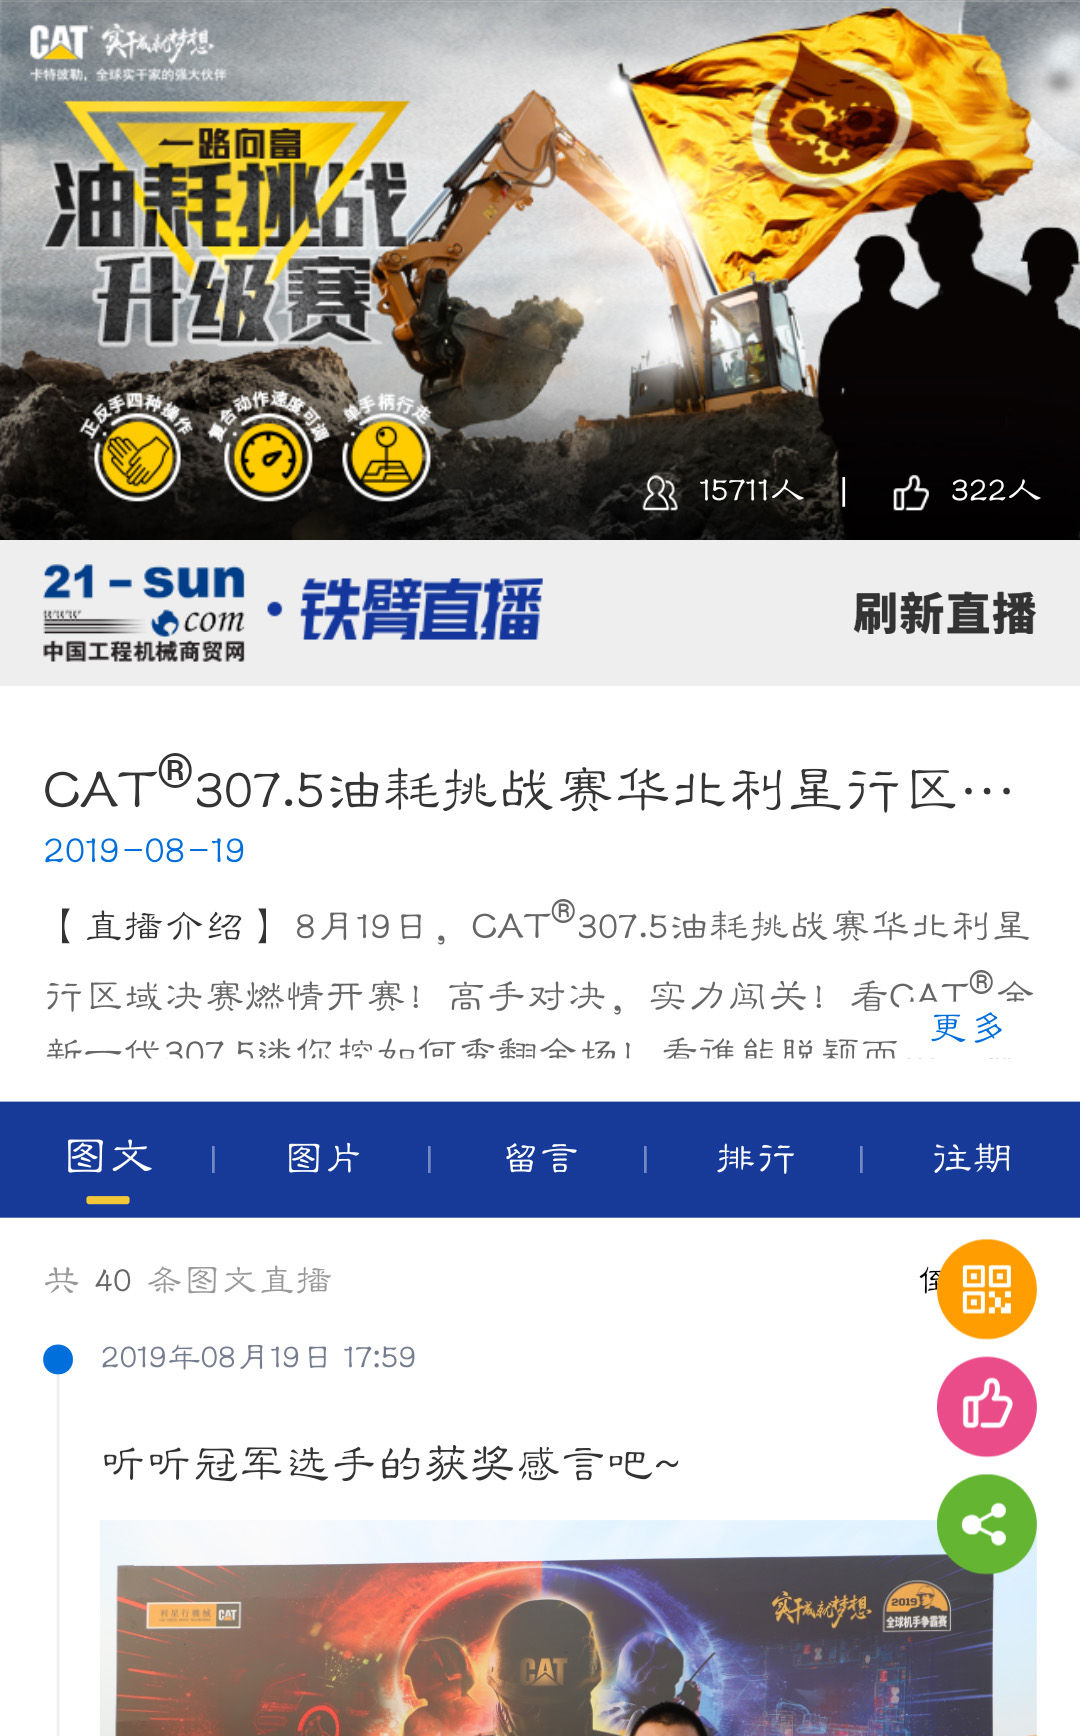 CAT 实干成就梦想
卡特彼勒，全球实干家的强大伙伴
一路向富
油耗挑战
升级赛
正反手四种操作
复合动作速度可调
单手柄行走
15711人 | 322人
21-sun
www
.com
中国工程机械商贸网
·铁臂直播
刷新直播
CAT®307.5油耗挑战赛华北利星行区…
2019-08-19
【直播介绍】8月19日，CAT®307.5油耗挑战赛华北利星
行区域决赛燃情开赛！高手对决，实力闯关！看CAT®全
新一代307.5迷你挖如何秀翻全场！看谁能脱颖而
更多
图文 | 图片 | 留言 | 排行 | 往期
共 40 条图文直播
2019年08月19日 17:59
听听冠军选手的获奖感言吧~
利星行機械 CAT
实干成就梦想
2019
全球机手争霸赛
CAT